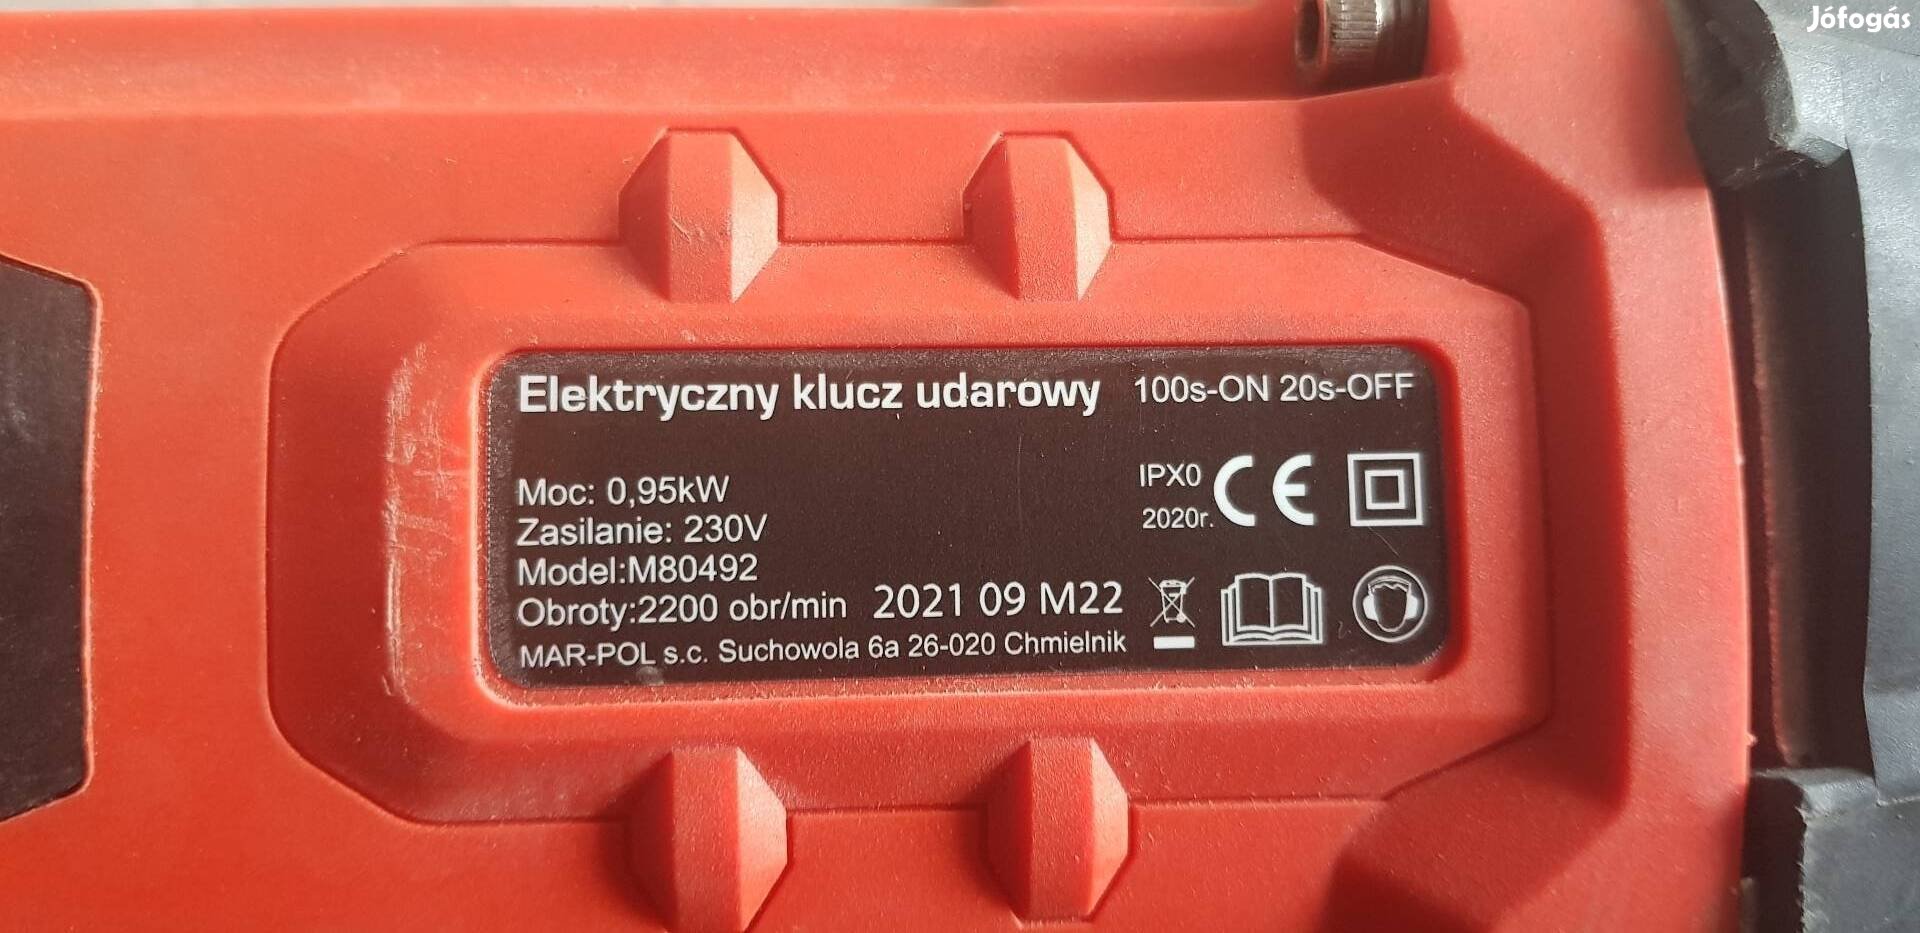 Jófogás
Elektryczny klucz udarowy 100s-ON 20s-OFF
Moc: 0,95kW
IPX0
Zasilanie: 230V
2020r.
CE
Model:M80492
Obroty:2200 obr/min 2021 09 M22
MAR-POL s.c. Suchowola 6a 26-020 Chmielnik